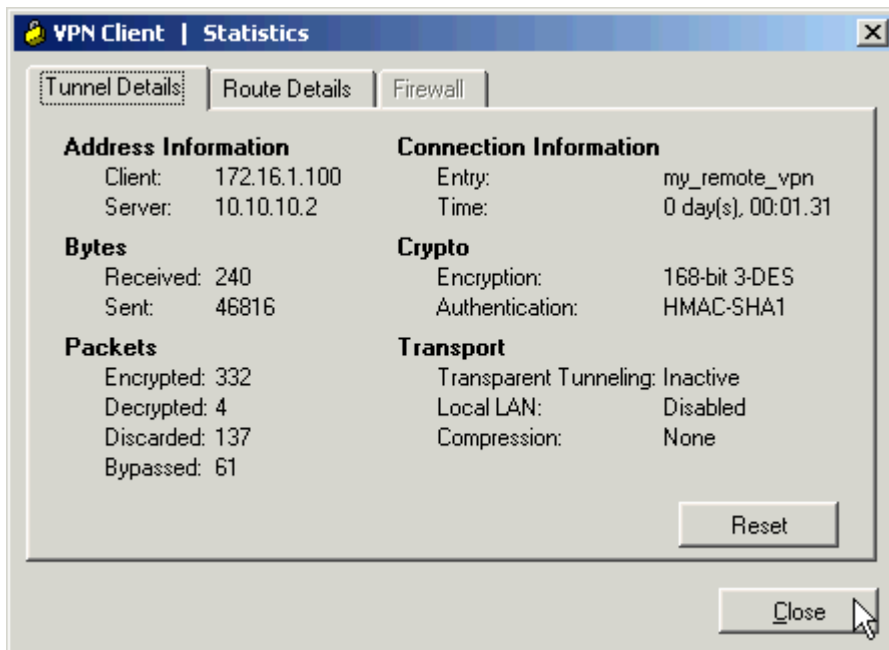 VPN Client | Statistics
Tunnel Details
Route Details
Firewall
Address Information
Client: 172.16.1.100
Server: 10.10.10.2
Bytes
Received: 240
Sent: 46816
Packets
Encrypted: 332
Decrypted: 4
Discarded: 137
Bypassed: 61
Connection Information
Entry: my_remote_vpn
Time: 0 day(s), 00:01.31
Crypto
Encryption: 168-bit 3-DES
Authentication: HMAC-SHA1
Transport
Transparent Tunneling: Inactive
Local LAN: Disabled
Compression: None
Reset
Close